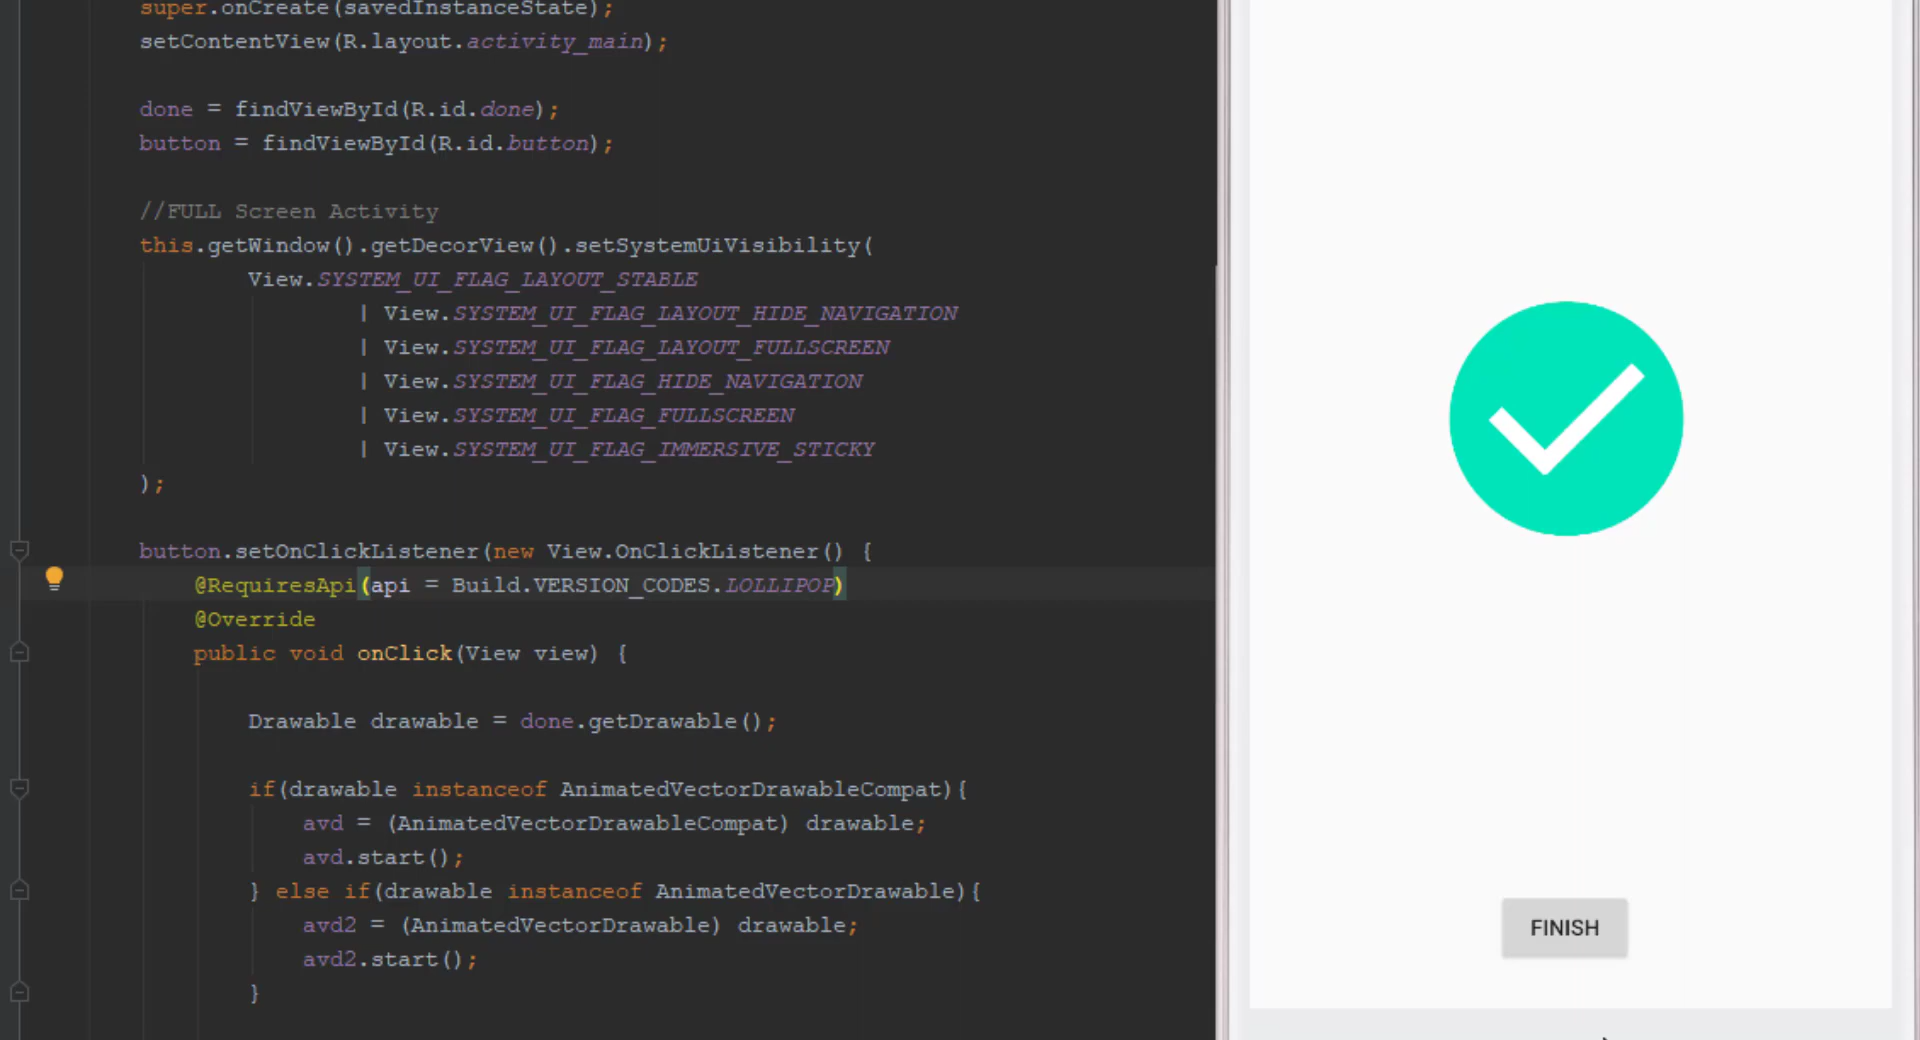 super.onCreate(savedInstanceState);
setContentView(R.layout.activity_main);
done = findViewById(R.id.done);
button = findViewById(R.id.button);
//FULL Screen Activity
this.getWindow().getDecorView().setSystemUiVisibility(
View.SYSTEM_UI_FLAG_LAYOUT_STABLE
| View.SYSTEM_UI_FLAG_LAYOUT_HIDE_NAVIGATION
| View.SYSTEM_UI_FLAG_LAYOUT_FULLSCREEN
| View.SYSTEM_UI_FLAG_HIDE_NAVIGATION
| View.SYSTEM_UI_FLAG_FULLSCREEN
| View.SYSTEM_UI_FLAG_IMMERSIVE_STICKY
);
button.setOnClickListener(new View.OnClickListener() {
@RequiresApi(api = Build.VERSION_CODES.LOLLIPOP)
@Override
public void onClick(View view) {
Drawable drawable = done.getDrawable();
if(drawable instanceof AnimatedVectorDrawableCompat){
avd = (AnimatedVectorDrawableCompat) drawable;
avd.start();
} else if(drawable instanceof AnimatedVectorDrawable){
avd2 = (AnimatedVectorDrawable) drawable;
avd2.start();
}
FINISH